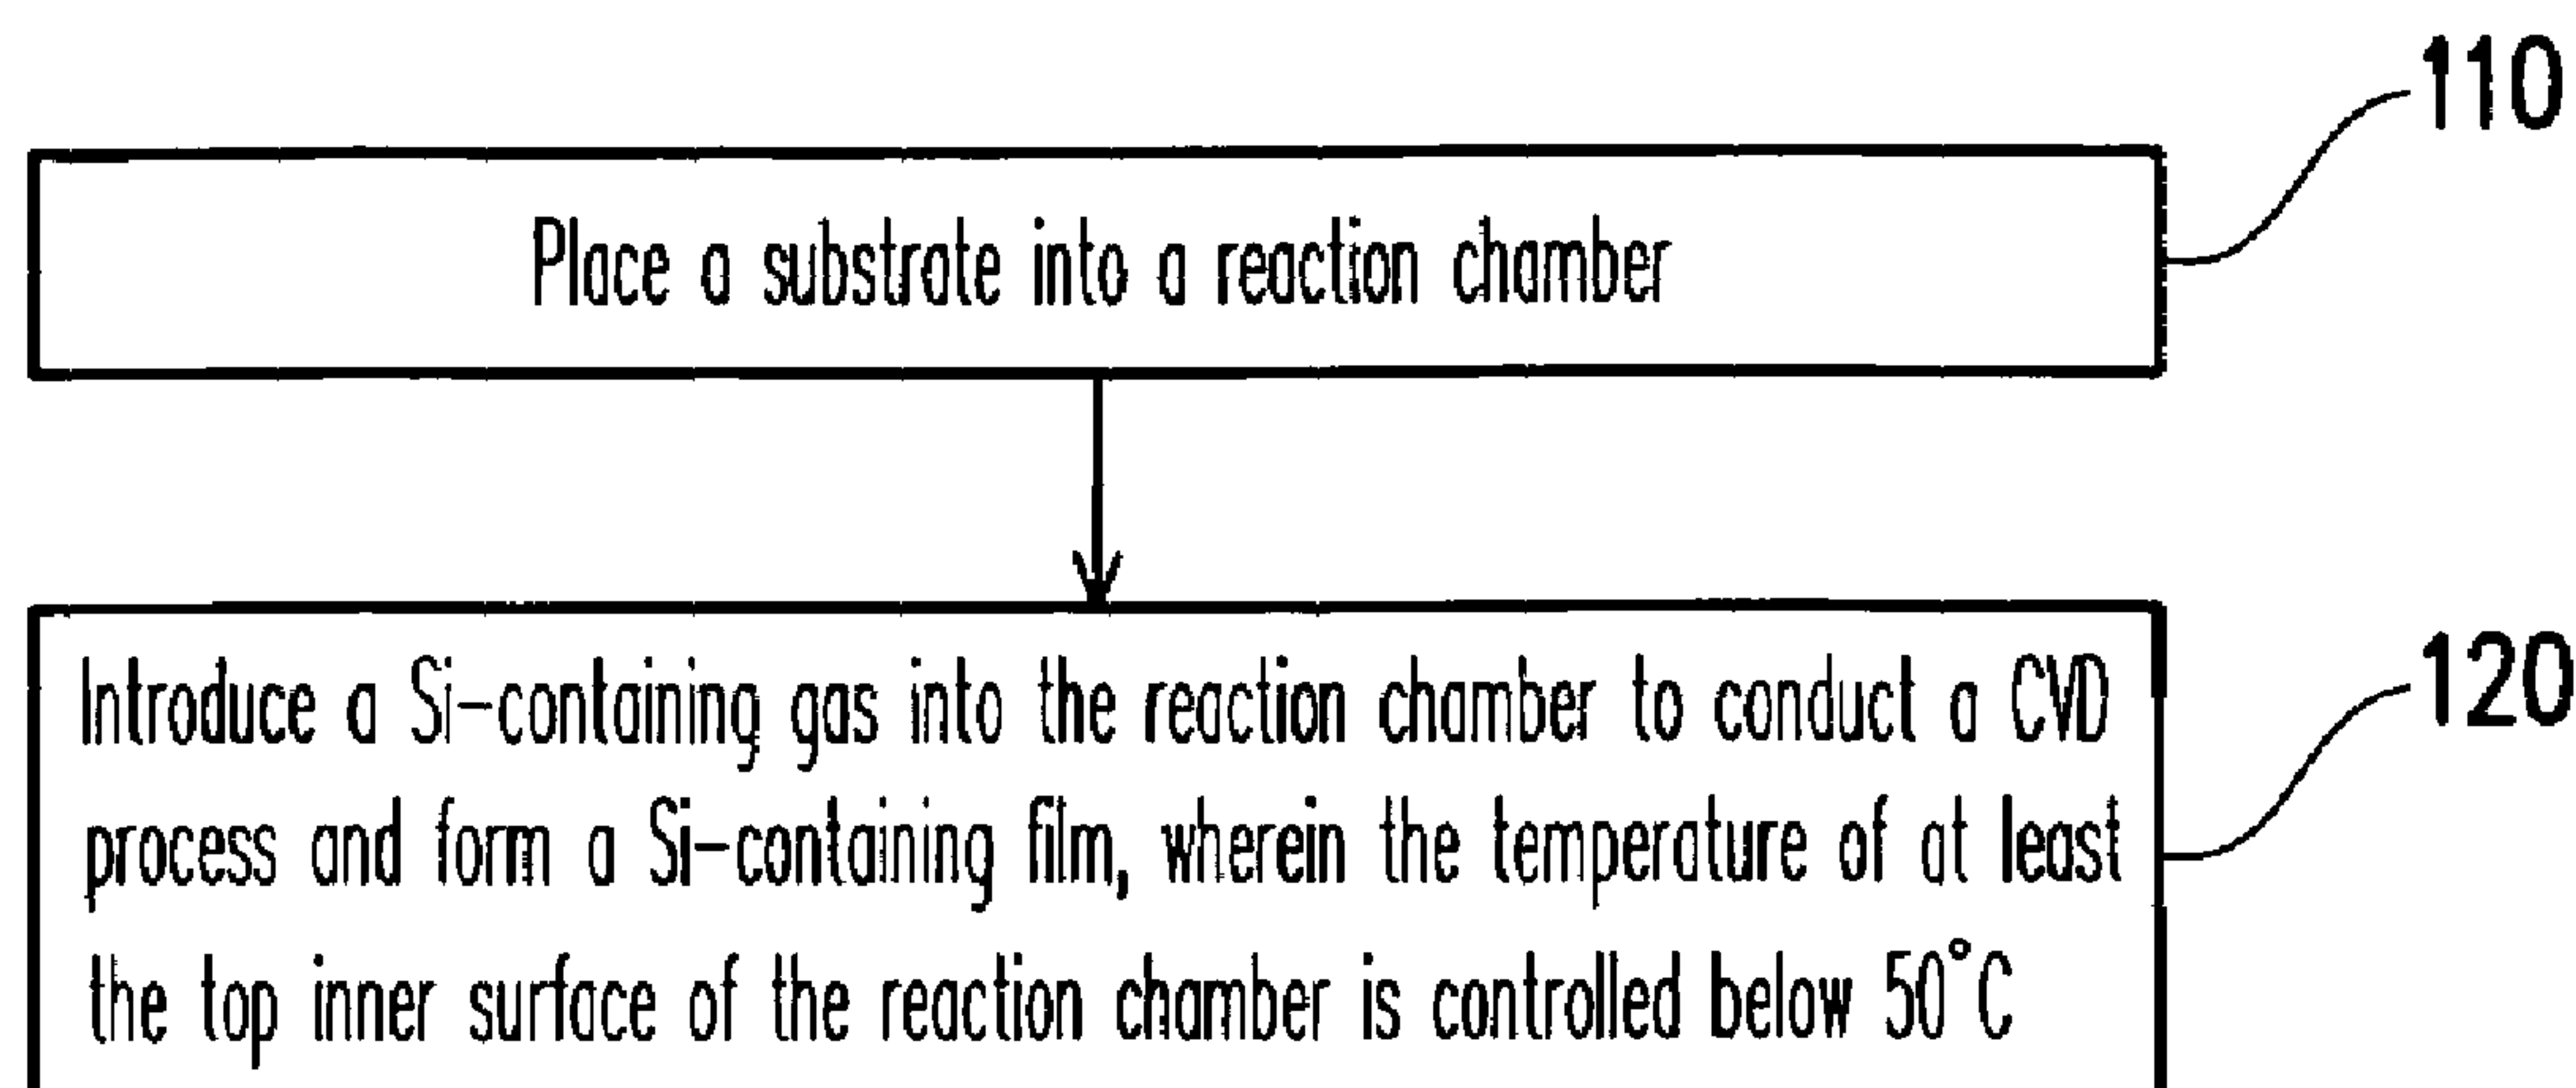 110
Place a substrate into a reaction chamber
120
Introduce a Si-containing gas into the reaction chamber to conduct a CVD
process and form a Si-containing film, wherein the temperature of at least
the top inner surface of the reaction chamber is controlled below 50°C